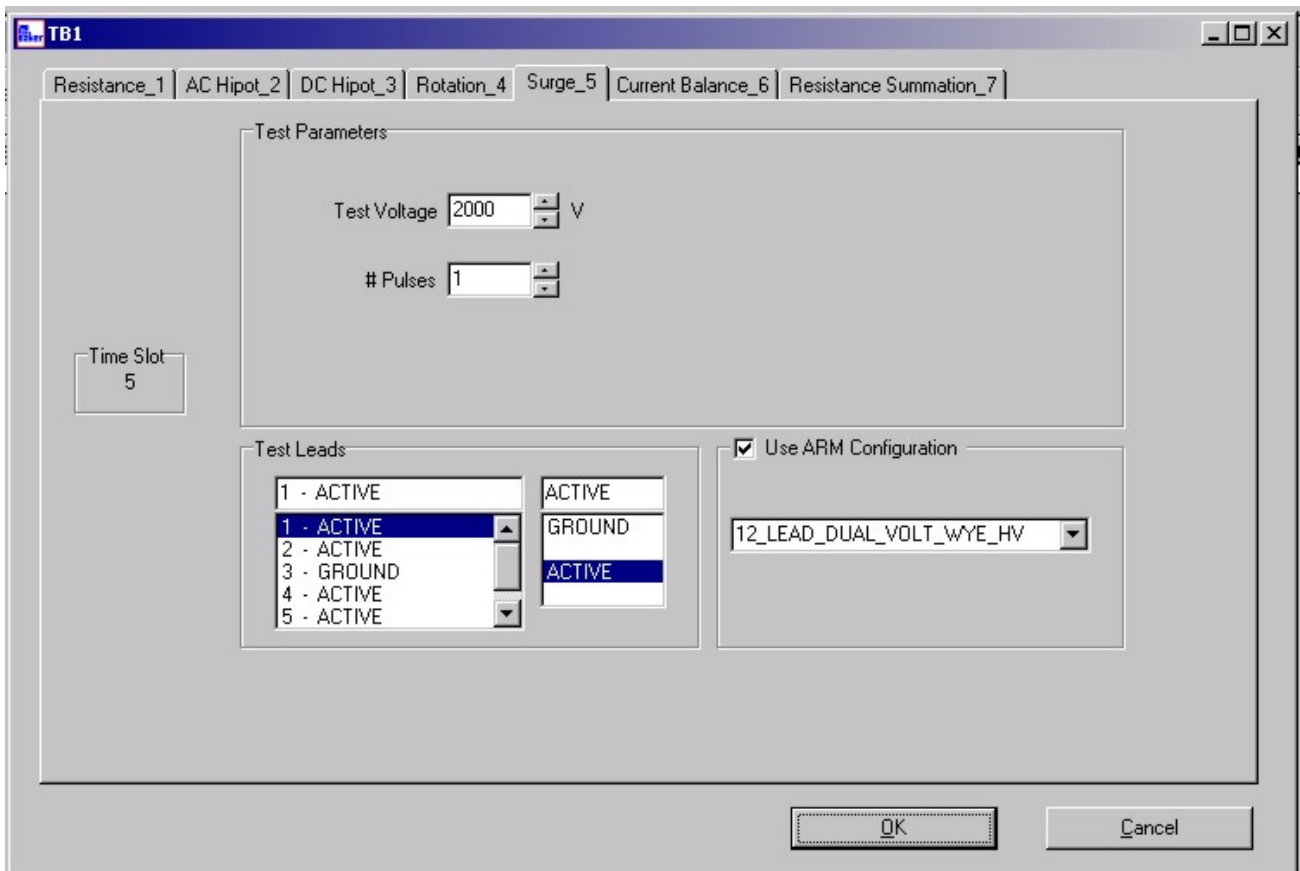 TB1
Resistance_1 AC Hipot_2 DC Hipot_3 Rotation_4 Surge_5 Current Balance_6 Resistance Summation_7
Test Parameters
Test Voltage 2000 V
# Pulses 1
Time Slot
5
Test Leads
1 - ACTIVE ACTIVE
1 - ACTIVE GROUND
2 - ACTIVE
3 - GROUND ACTIVE
4 - ACTIVE
5 - ACTIVE
Use ARM Configuration
12_LEAD_DUAL_VOLT_WYE_HV
OK Cancel